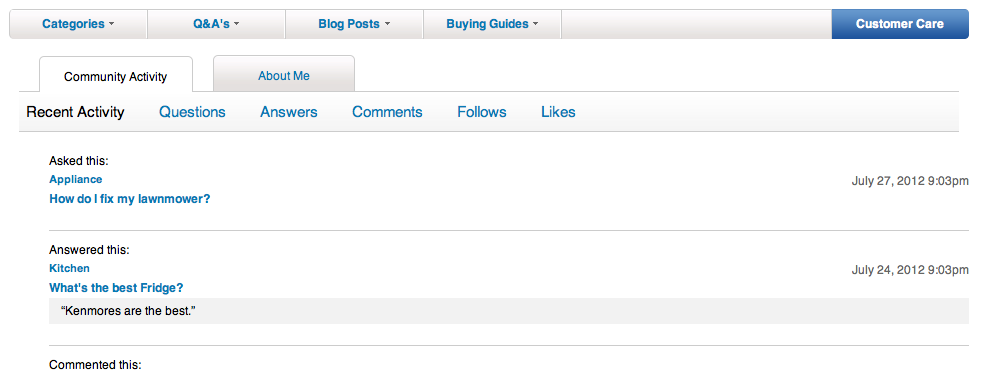 Categories Q&A's Blog Posts Buying Guides Customer Care
Community Activity About Me
Recent Activity Questions Answers Comments Follows Likes
Asked this:
Appliance
July 27, 2012 9:03pm
How do I fix my lawnmower?
Answered this:
Kitchen
July 24, 2012 9:03pm
What's the best Fridge?
“Kenmores are the best.”
Commented this: